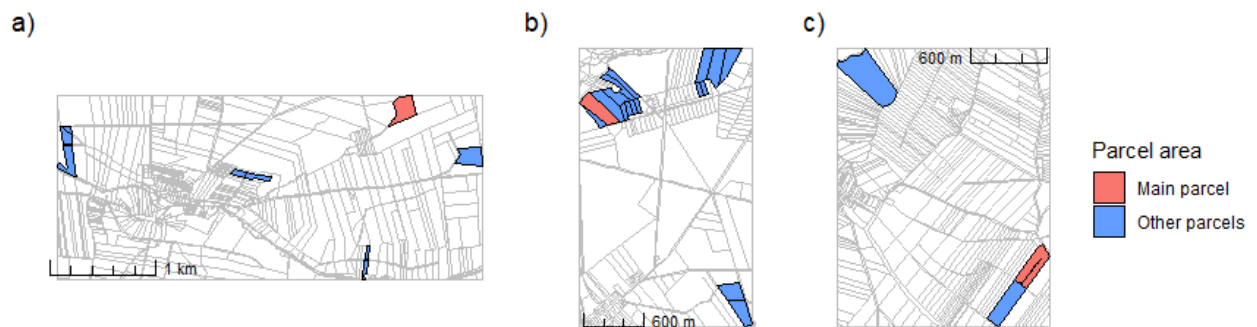 a)
b)
c)
1 km
600 m
600 m
Parcel area
Main parcel
Other parcels